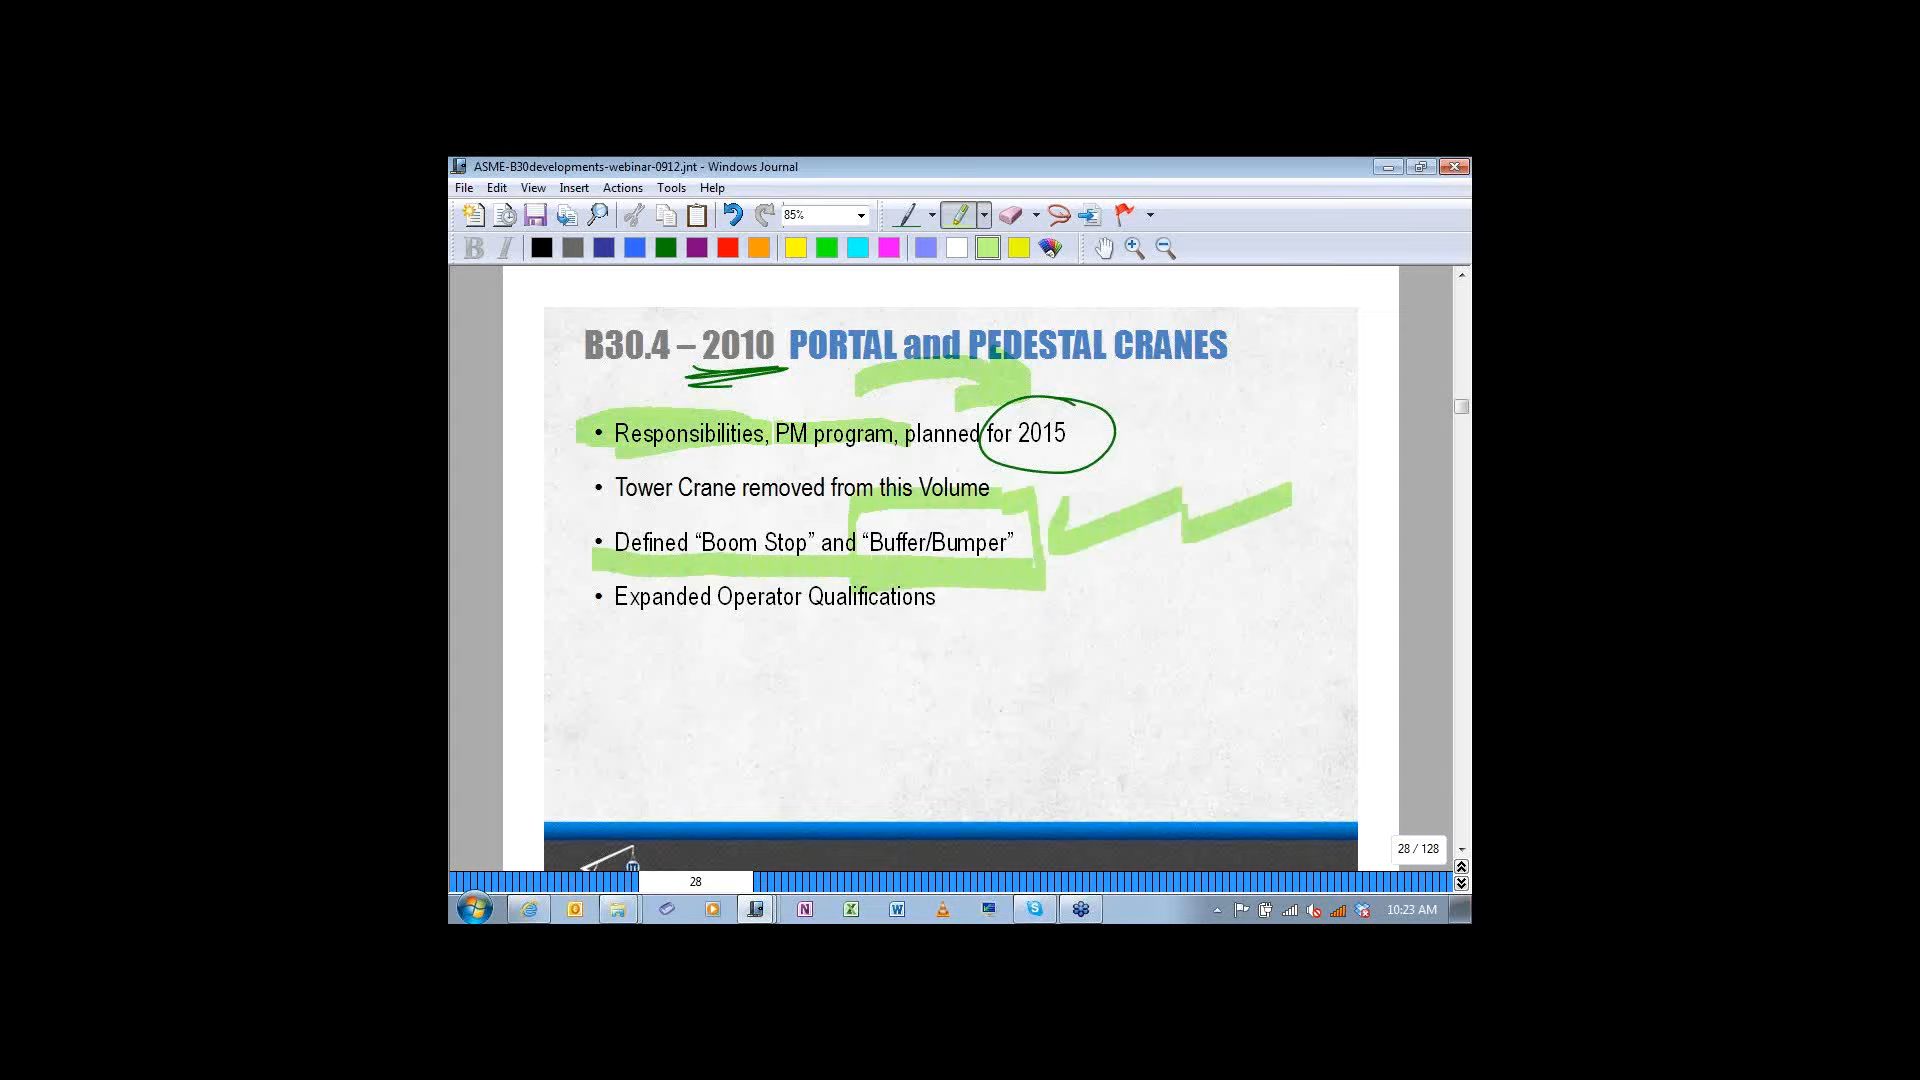 ASME-B30developments-webinar-0912.jnt - Windows Journal
File Edit View Insert Actions Tools Help
85%
B I
B30.4 – 2010 PORTAL and PEDESTAL CRANES
• Responsibilities, PM program, planned for 2015
• Tower Crane removed from this Volume
• Defined “Boom Stop” and “Buffer/Bumper”
• Expanded Operator Qualifications
28 / 128
28
10:23 AM